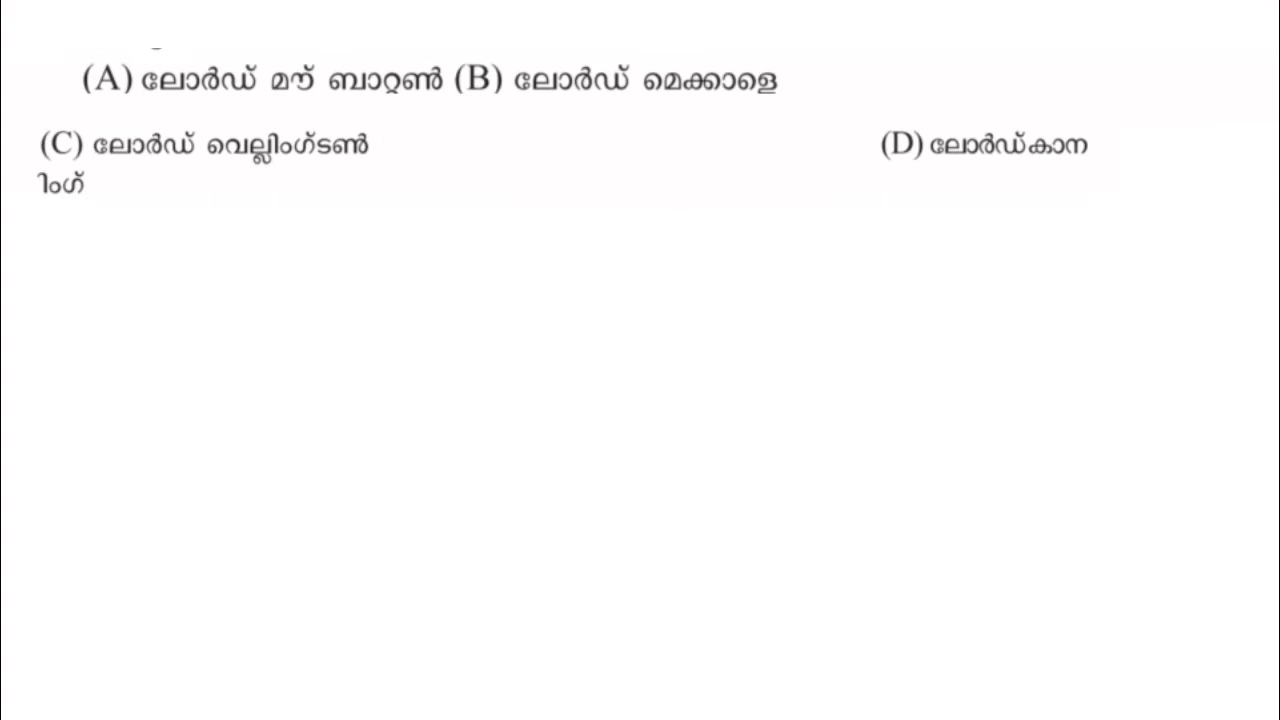 (A) ലോർഡ് മൗ് ബാറ്റൺ (B) ലോർഡ് മെക്കാളെ
(C) ലോർഡ് വെല്ലിംഗ്ടൺ (D) ലോർഡ്കാന
ിംഗ്